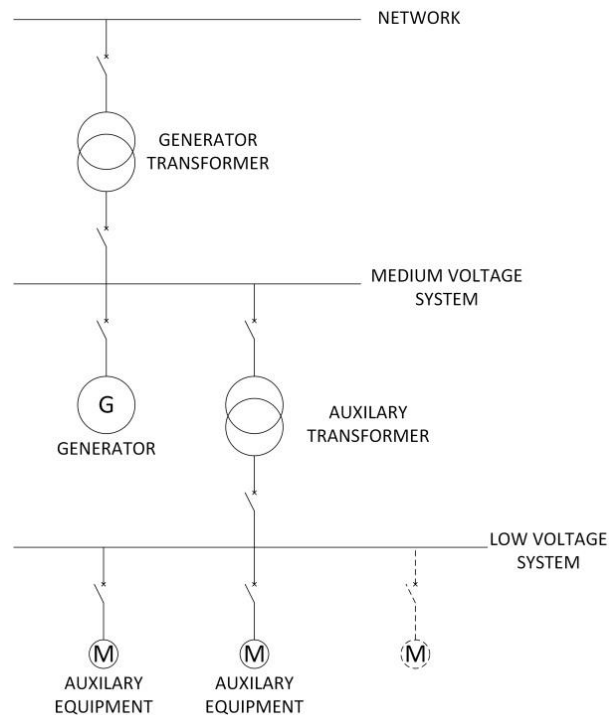 NETWORK
GENERATOR
TRANSFORMER
MEDIUM VOLTAGE
SYSTEM
G
GENERATOR
AUXILARY
TRANSFORMER
LOW VOLTAGE
SYSTEM
M
M
M
AUXILARY
EQUIPMENT
AUXILARY
EQUIPMENT